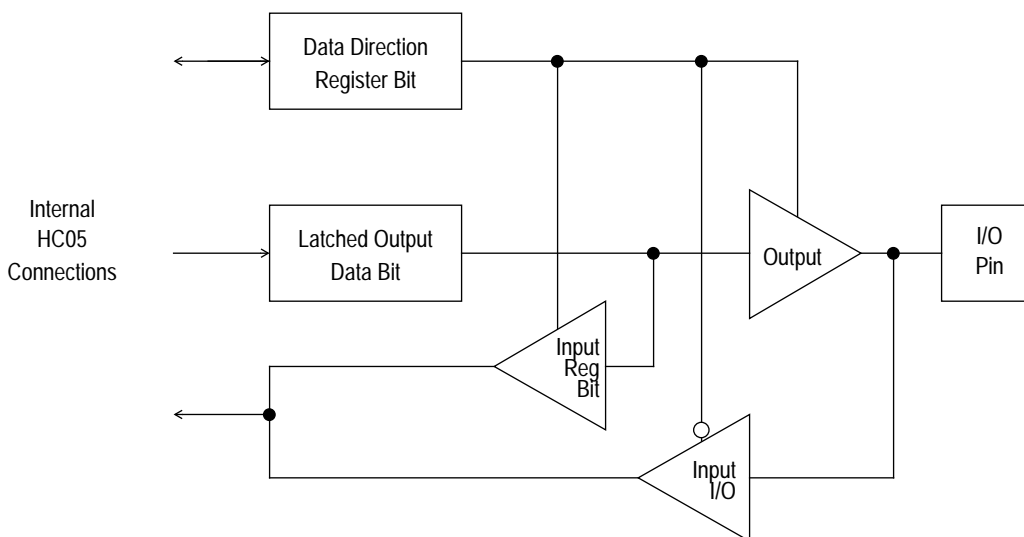 Data Direction
Register Bit
Internal
HC05
Connections
Latched Output
Data Bit
Output
I/O
Pin
Input
Reg
Bit
Input
I/O